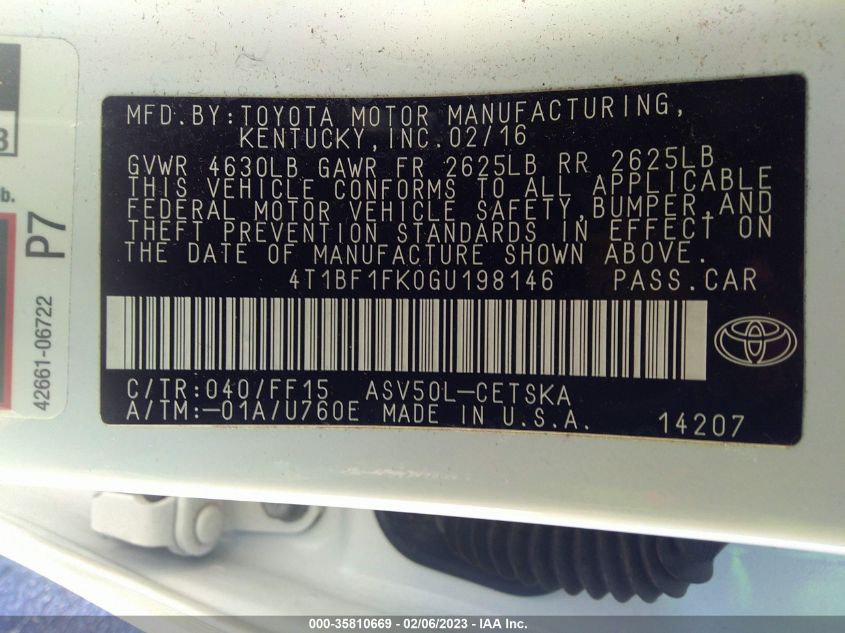 MFD. BY: TOYOTA MOTOR MANUFACTURING,
KENTUCKY, INC. 02/16
GVWR 4630LB GAWR FR 2625LB RR 2625LB
THIS VEHICLE CONFORMS TO ALL APPLICABLE
FEDERAL MOTOR VEHICLE SAFETY, BUMPER, AND
THEFT PREVENTION STANDARDS IN EFFECT ON
THE DATE OF MANUFACTURE SHOWN ABOVE.
4T1BF1FK0GU198146 PASS. CAR
C/TR: 040/FF15 ASV50L-CETSKA
A/TM: -01A/U760E MADE IN U.S.A. 14207
3
b.
P7
42661-06722
000-35810669 - 02/06/2023 - IAA Inc.